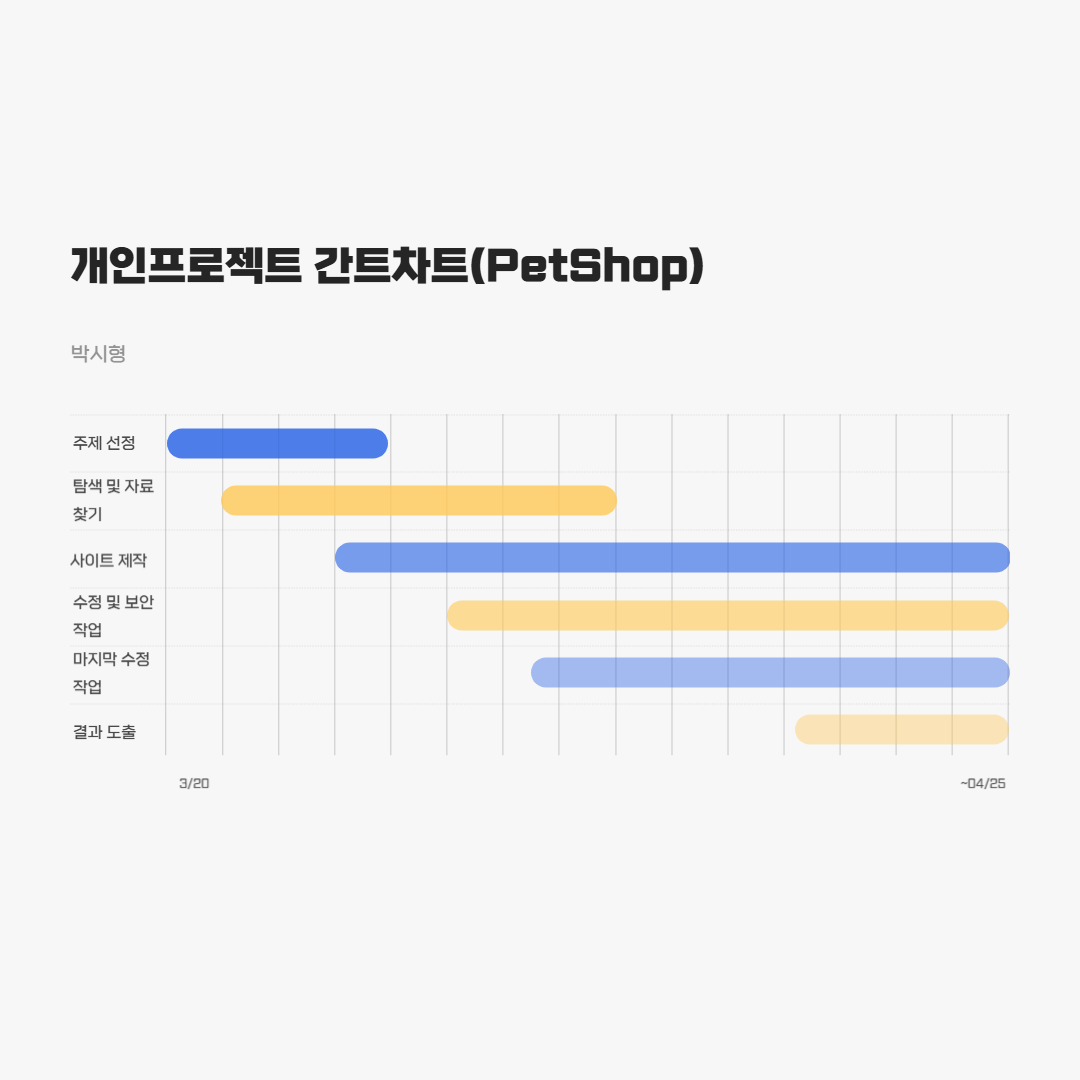 개인프로젝트 간트차트(PetShop)
박시형
주제 선정
탐색 및 자료
찾기
사이트 제작
수정 및 보안
작업
마지막 수정
작업
결과 도출
3/20
~04/25